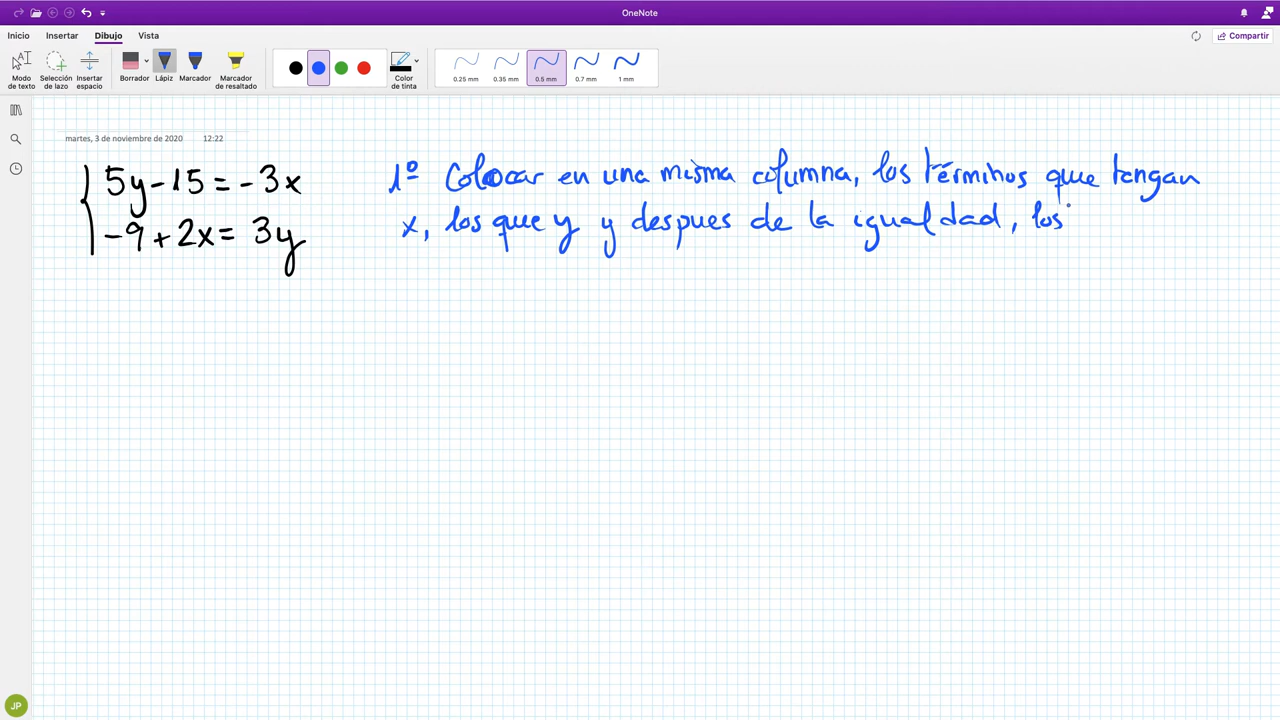 OneNote
Inicio Insertar Dibujo Vista
Compartir
Modo de texto
Selección de lazo
Insertar espacio
Borrador
Lápiz
Marcador
Marcador de resaltado
Color de tinta
0.25 mm 0.35 mm 0.5 mm 0.7 mm 1 mm
martes, 3 de noviembre de 2020 12:22
5y-15=-3x
-9+2x=3y
1º Colocar en una misma columna, los términos que tengan
x, los que y y despues de la igualdad, los
JP